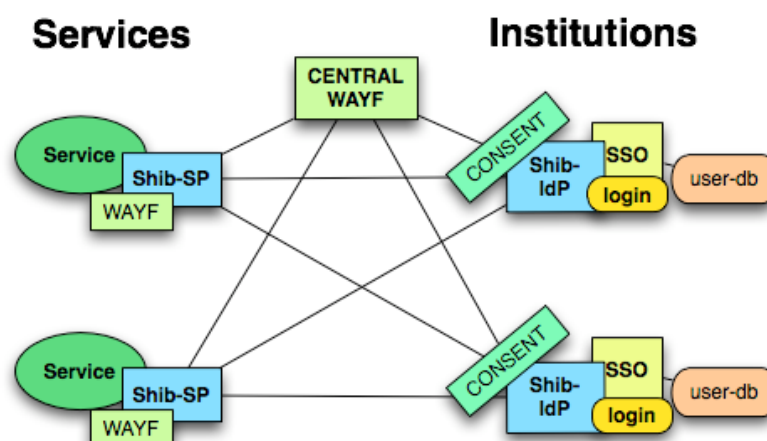 Services
Institutions
CENTRAL
WAYF
Service
Shib-SP
WAYF
CONSENT
Shib-
IdP
SSO
login
user-db
Service
Shib-SP
WAYF
CONSENT
Shib-
IdP
SSO
login
user-db